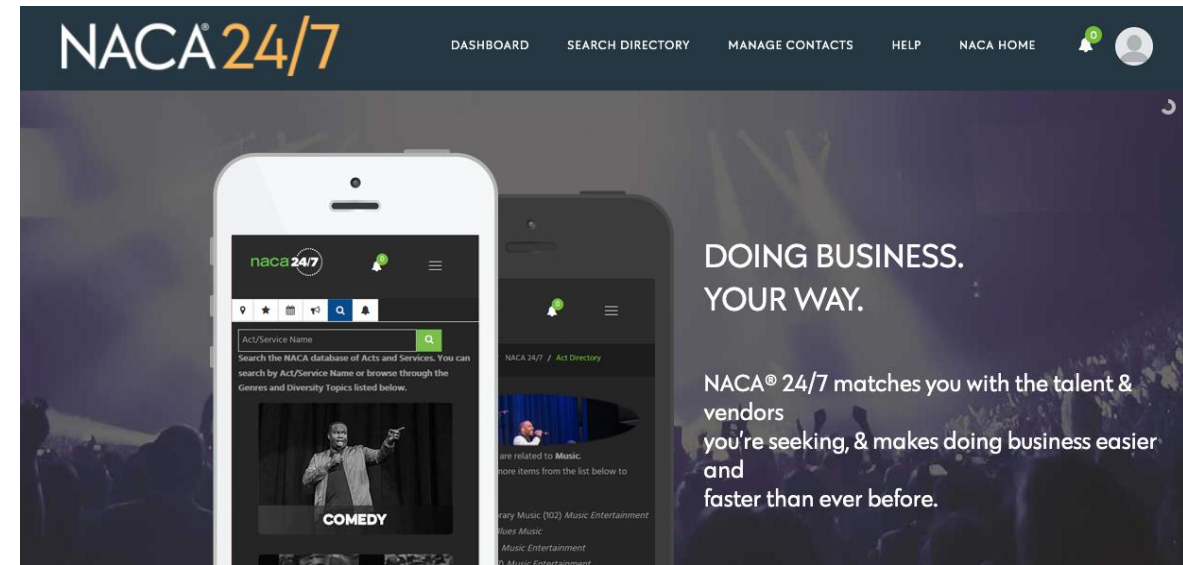 NACA® 24/7
DASHBOARD
SEARCH DIRECTORY
MANAGE CONTACTS
HELP
NACA HOME
0
naca 24/7
0
Act/Service Name
Search the NACA database of Acts and Services. You can
search by Act/Service Name or browse through the
Genres and Diversity Topics listed below.
COMEDY
/ NACA 24/7 / Act Directory
are related to Music.
more items from the list below to
Music (102) Music Entertainment
Blues Music
Music Entertainment
Music Entertainment
DOING BUSINESS.
YOUR WAY.
NACA® 24/7 matches you with the talent &
vendors
you're seeking, & makes doing business easier
and
faster than ever before.